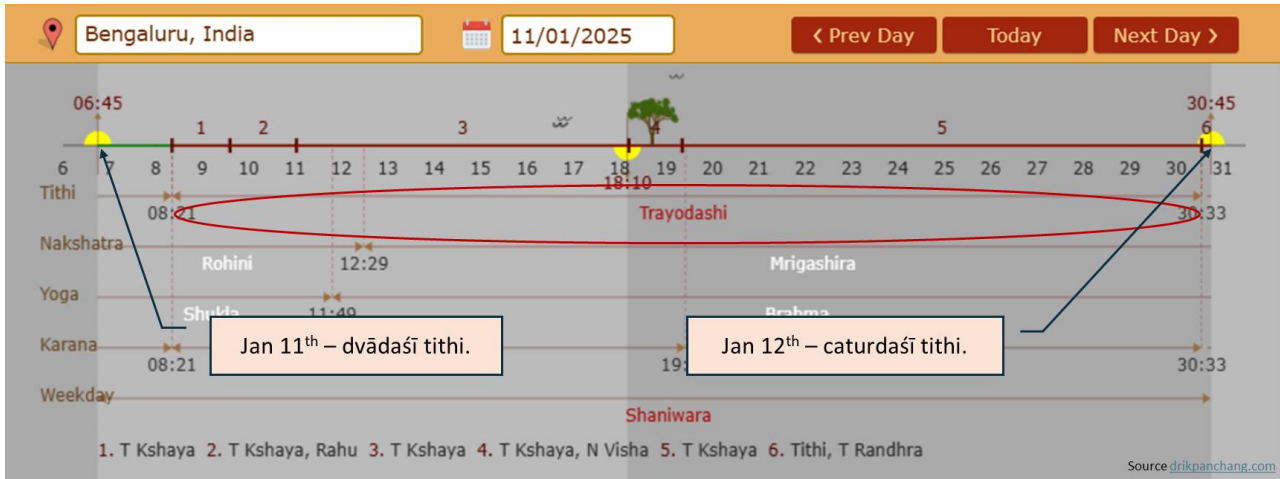 Bengaluru, India
11/01/2025
❮ Prev Day
Today
Next Day ❯
06:45
30:45
1 2 3 4 5 6
6 7 8 9 10 11 12 13 14 15 16 17 18 19 20 21 22 23 24 25 26 27 28 29 30 31
18:10
Tithi
08:21 Trayodashi 30:33
Nakshatra
Rohini 12:29 Mrigashira
Yoga
Shukla 11:49 Brahma
Jan 11th – dvādaśī tithi.
Jan 12th – caturdaśī tithi.
Karana
08:21 19: 30:33
Weekday
Shaniwara
1. T Kshaya 2. T Kshaya, Rahu 3. T Kshaya 4. T Kshaya, N Visha 5. T Kshaya 6. Tithi, T Randhra
Source drikpanchang.com